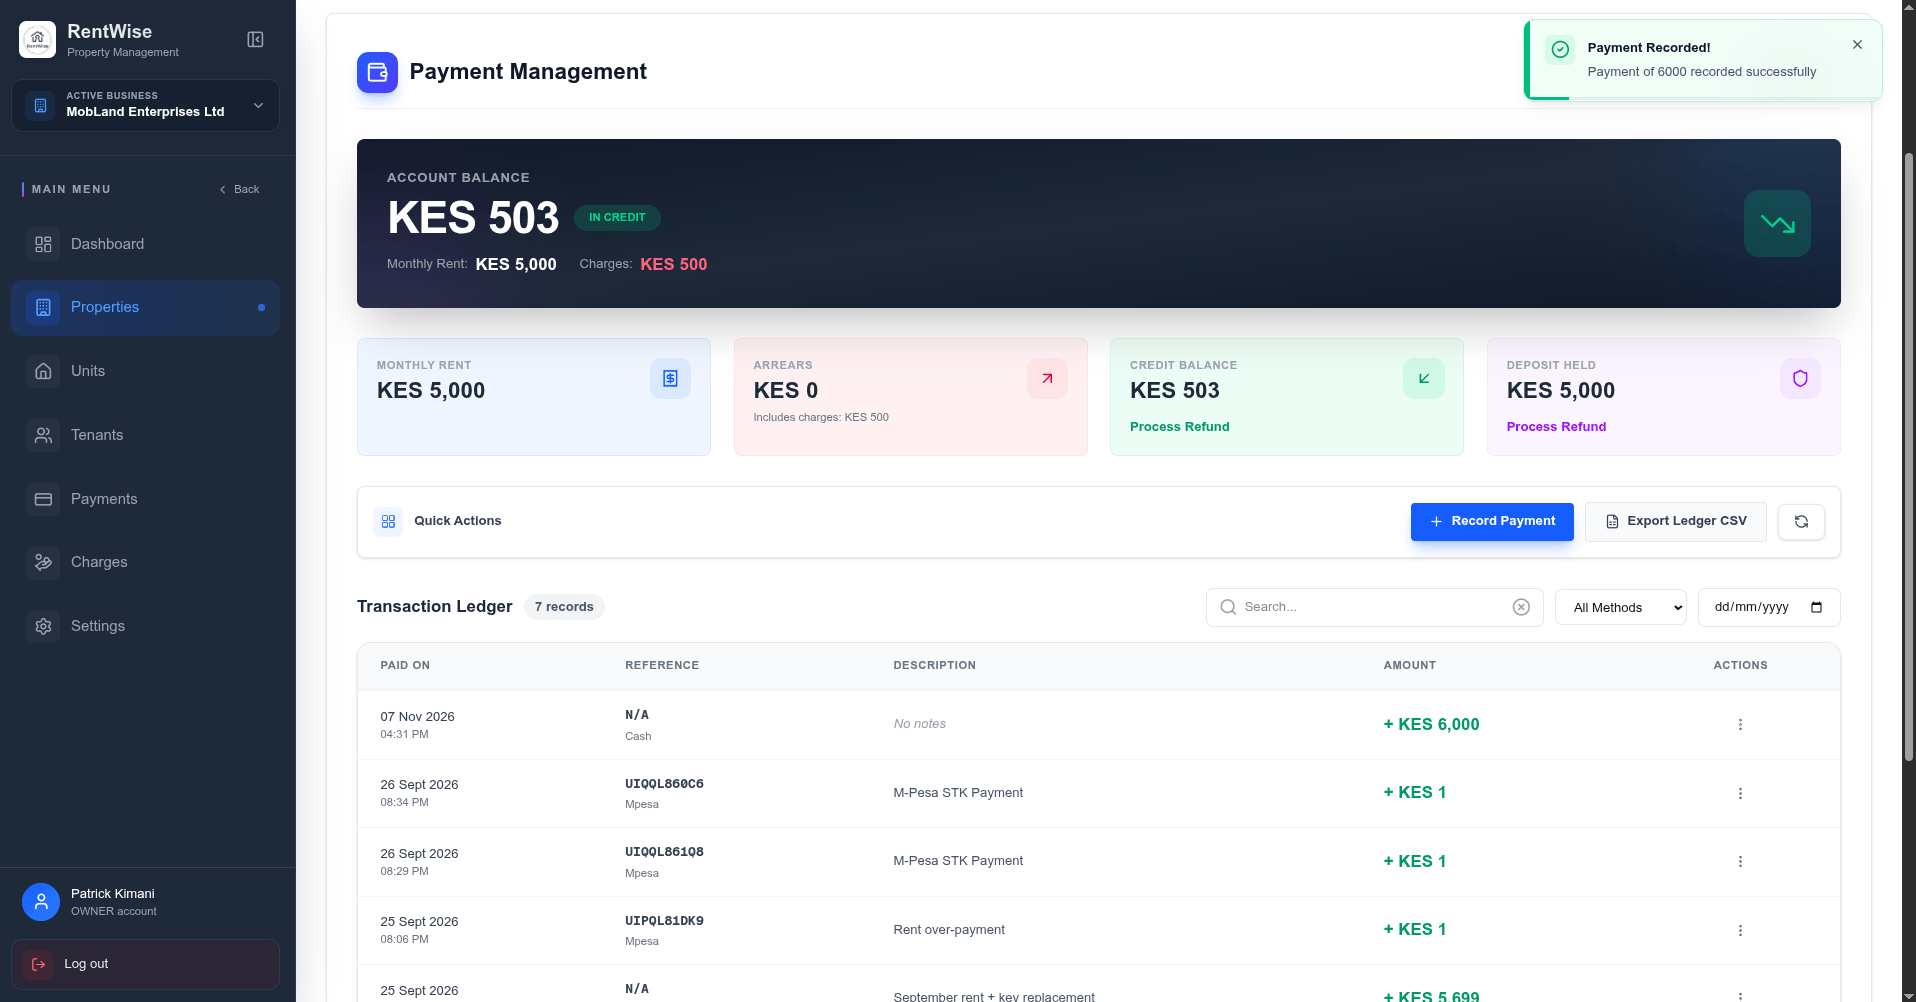 RentWise
Property Management
ACTIVE BUSINESS
MobLand Enterprises Ltd
MAIN MENU
Back
Dashboard
Properties
Units
Tenants
Payments
Charges
Settings
Patrick Kimani
OWNER account
Log out
Payment Management
Payment Recorded!
Payment of 6000 recorded successfully
ACCOUNT BALANCE
KES 503 IN CREDIT
Monthly Rent: KES 5,000 Charges: KES 500
MONTHLY RENT
KES 5,000
ARREARS
KES 0
Includes charges: KES 500
CREDIT BALANCE
KES 503
Process Refund
DEPOSIT HELD
KES 5,000
Process Refund
Quick Actions
Record Payment
Export Ledger CSV
Transaction Ledger 7 records
Search...
All Methods
dd/mm/yyyy
PAID ON REFERENCE DESCRIPTION AMOUNT ACTIONS
07 Nov 2026 N/A No notes + KES 6,000
04:31 PM Cash
26 Sept 2026 UIQQL860C6 M-Pesa STK Payment + KES 1
08:34 PM Mpesa
26 Sept 2026 UIQQL861Q8 M-Pesa STK Payment + KES 1
08:29 PM Mpesa
25 Sept 2026 UIPQL81DK9 Rent over-payment + KES 1
08:06 PM Mpesa
25 Sept 2026 N/A September rent + key replacement + KES 5,699